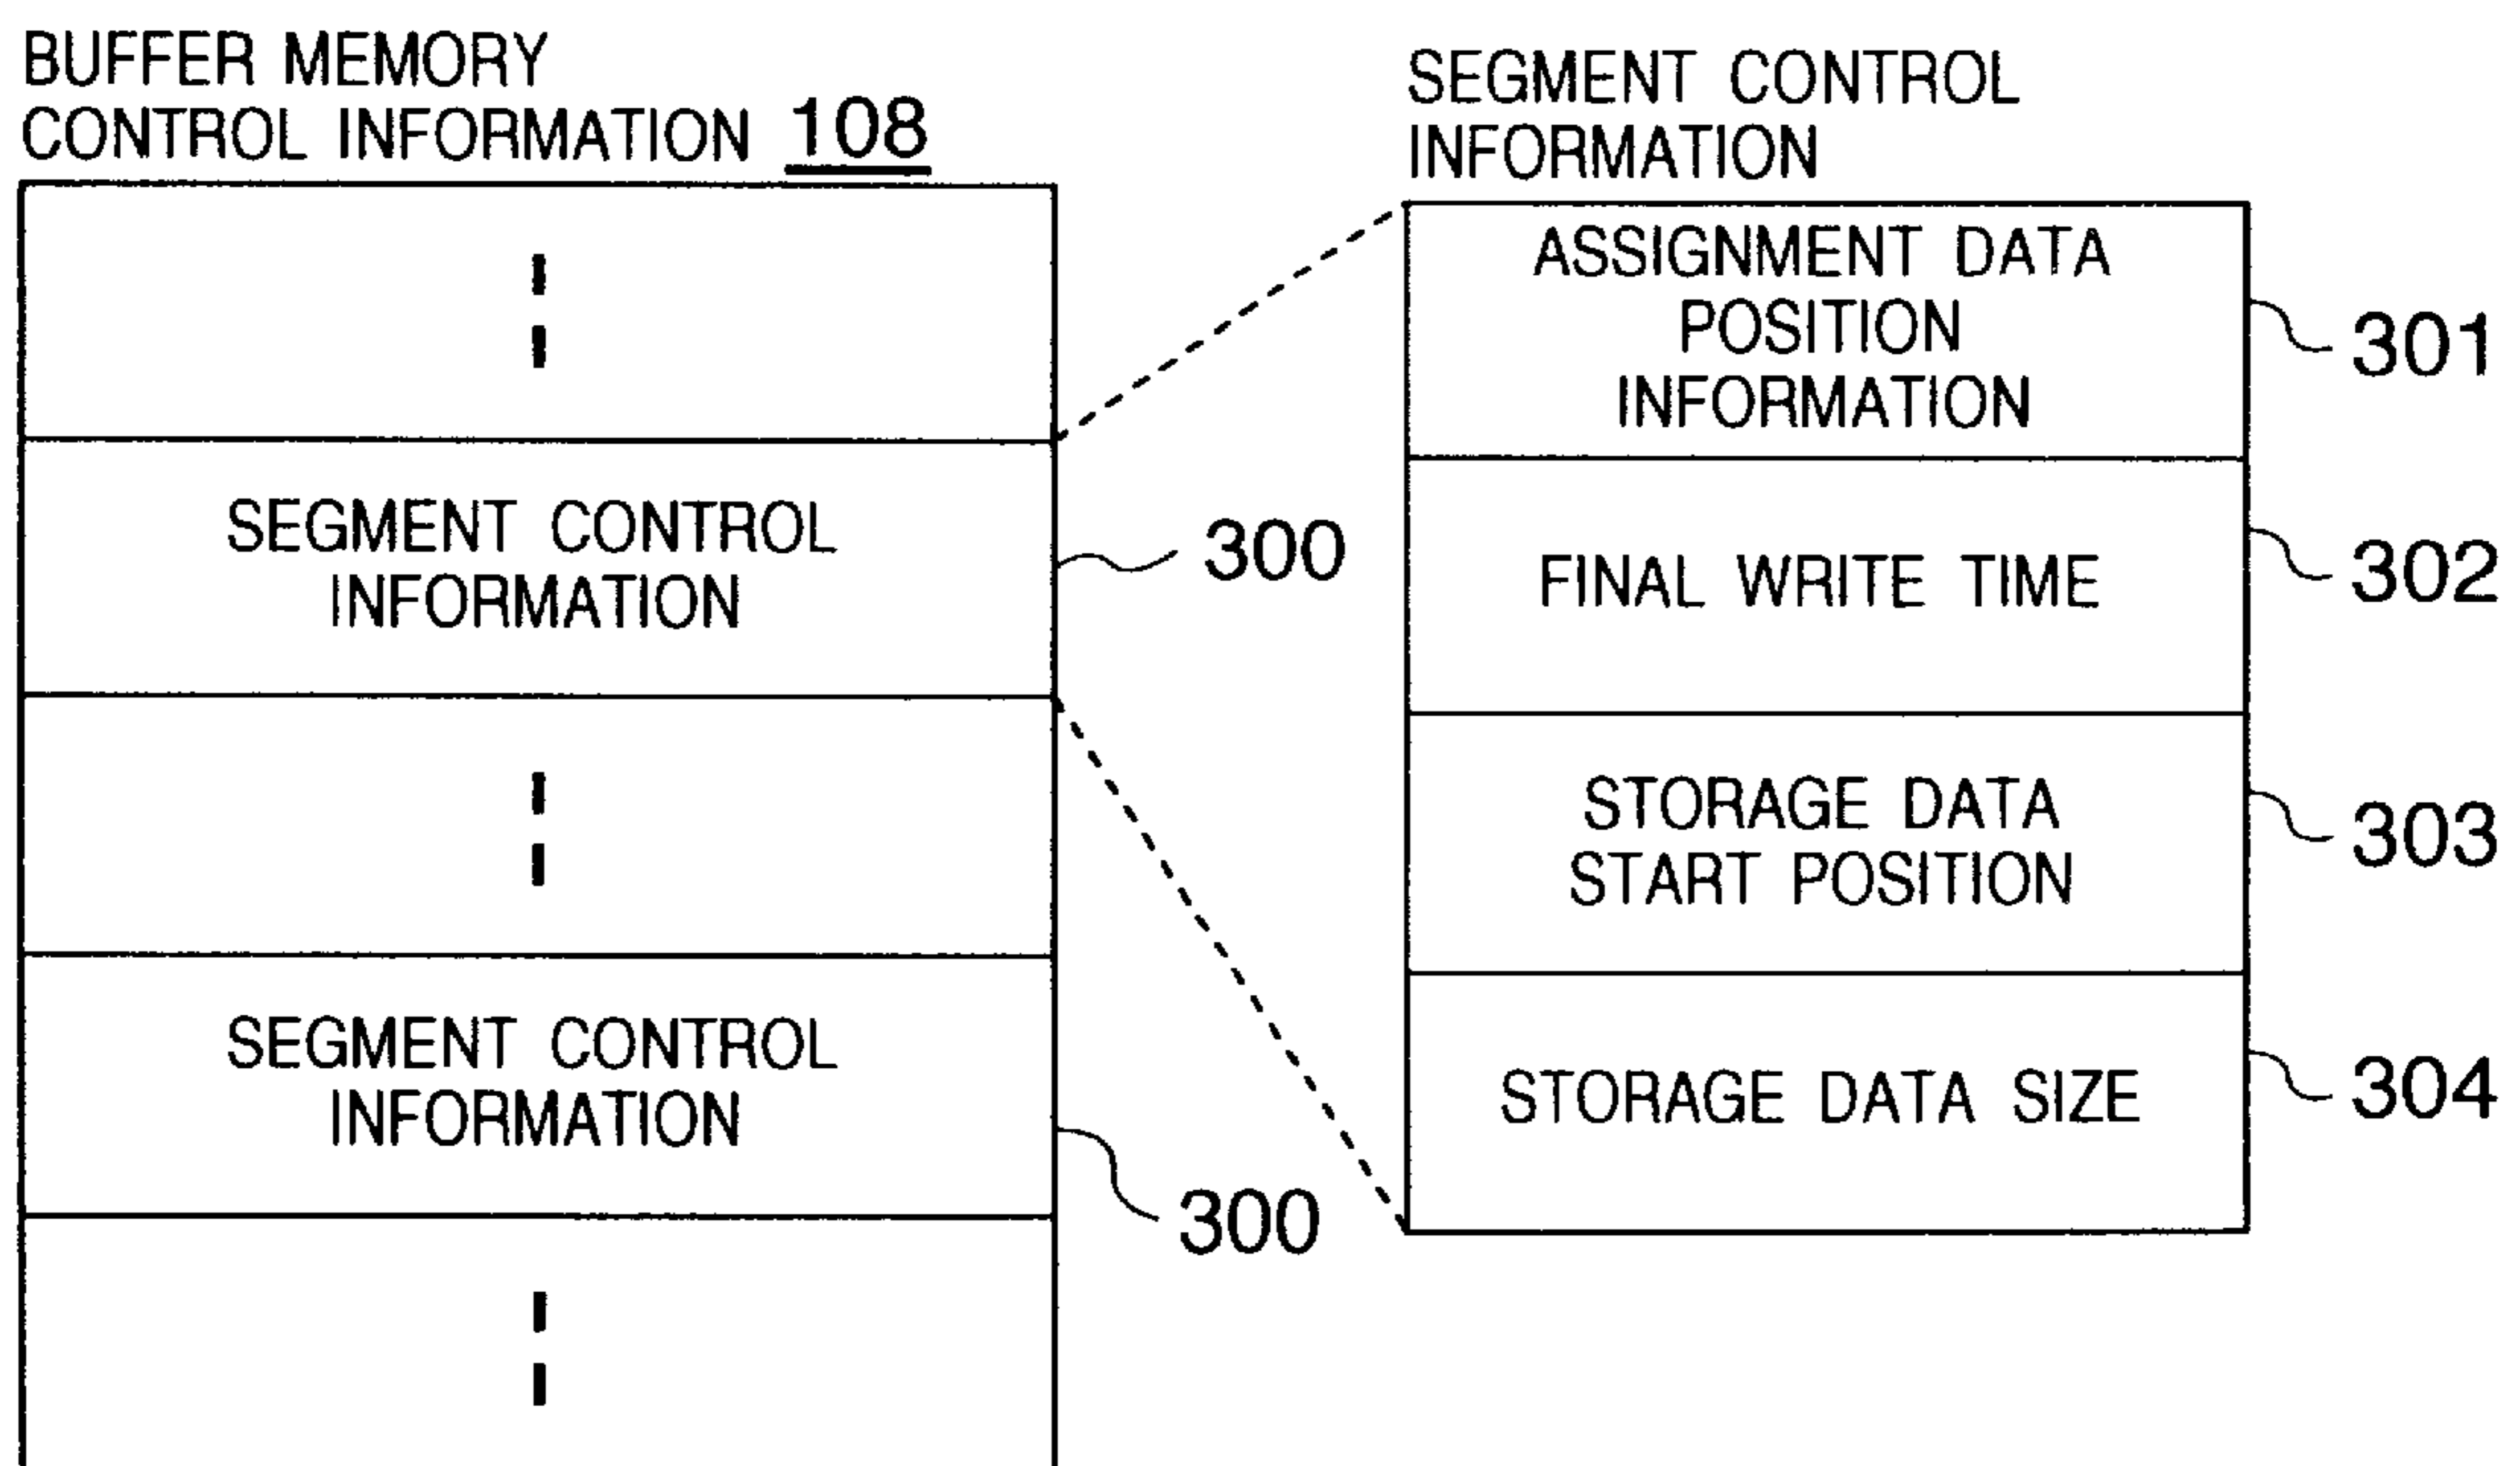 BUFFER MEMORY
CONTROL INFORMATION 108
SEGMENT CONTROL
INFORMATION
300
SEGMENT CONTROL
INFORMATION
300
SEGMENT CONTROL
INFORMATION
ASSIGNMENT DATA
POSITION
INFORMATION
301
FINAL WRITE TIME
302
STORAGE DATA
START POSITION
303
STORAGE DATA SIZE
304